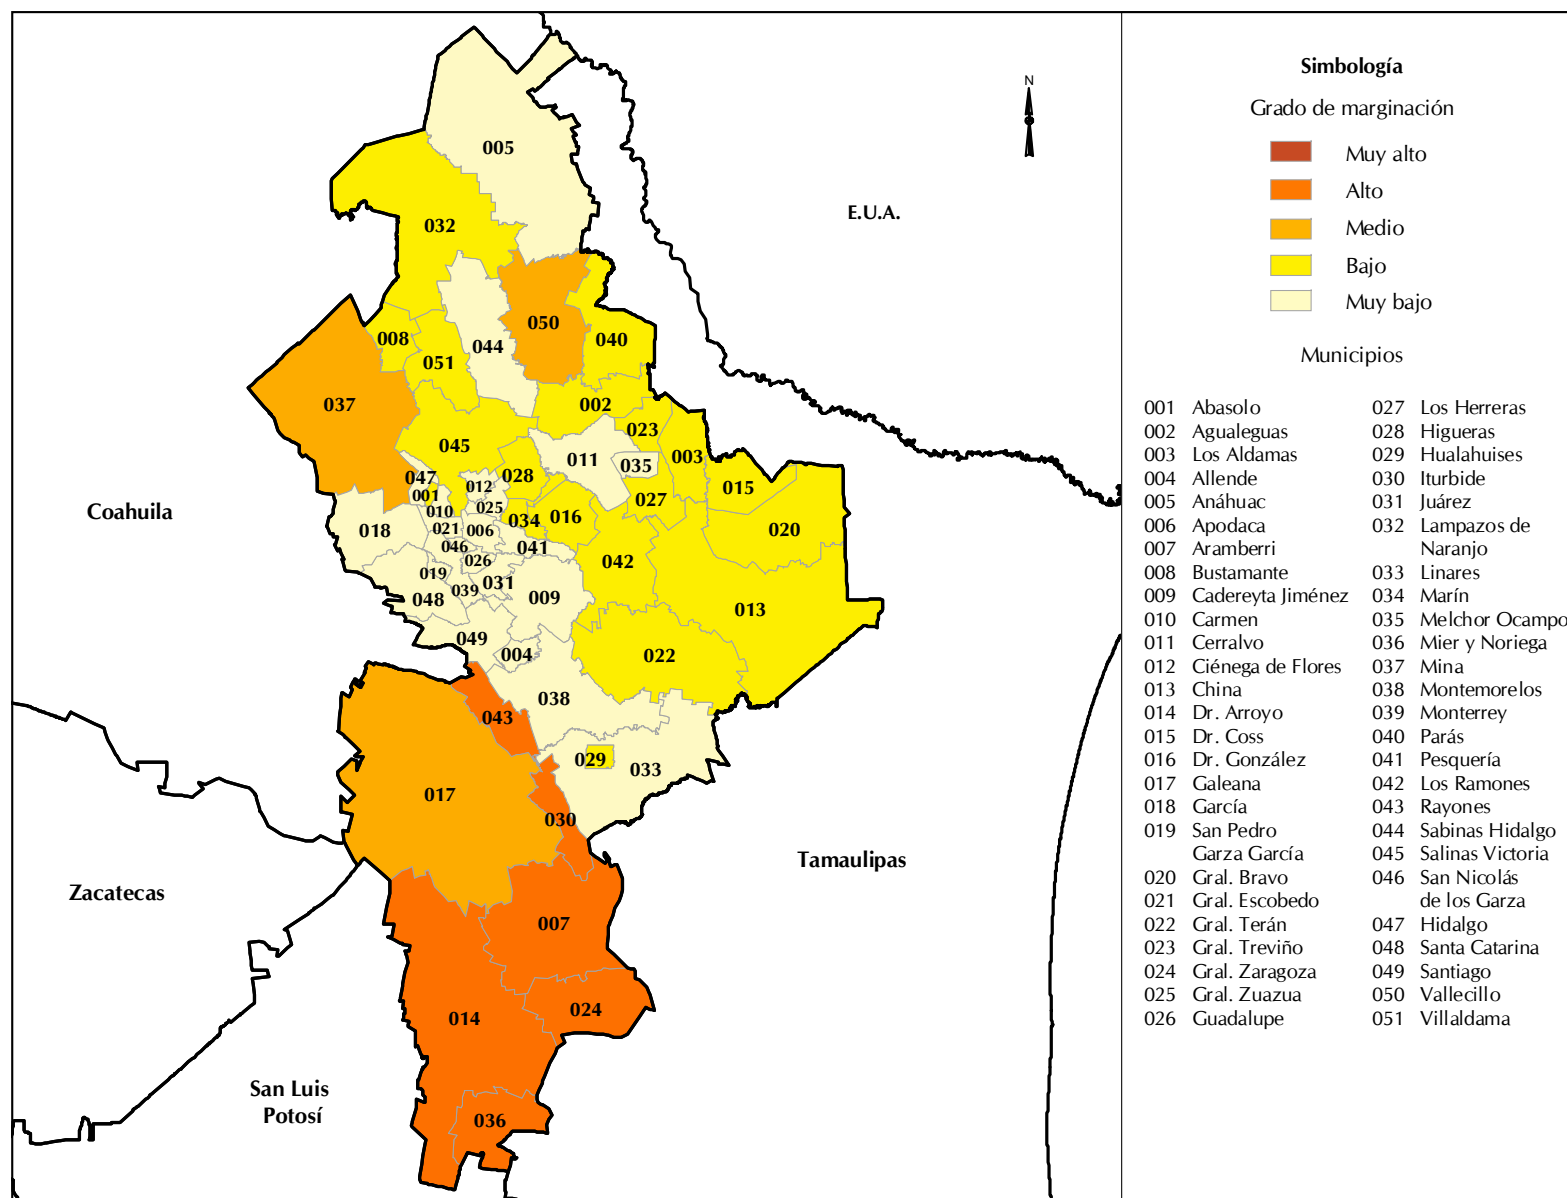 N
Simbología
Grado de marginación
Muy alto
Alto
Medio
Bajo
Muy bajo
Municipios
001 Abasolo
002 Agualeguas
003 Los Aldamas
004 Allende
005 Anáhuac
006 Apodaca
007 Aramberri
008 Bustamante
009 Cadereyta Jiménez
010 Carmen
011 Cerralvo
012 Ciénega de Flores
013 China
014 Dr. Arroyo
015 Dr. Coss
016 Dr. González
017 Galeana
018 García
019 San Pedro
Garza García
020 Gral. Bravo
021 Gral. Escobedo
022 Gral. Terán
023 Gral. Treviño
024 Gral. Zaragoza
025 Gral. Zuazua
026 Guadalupe
027 Los Herreras
028 Higueras
029 Hualahuises
030 Iturbide
031 Juárez
032 Lampazos de
Naranjo
033 Linares
034 Marín
035 Melchor Ocampo
036 Mier y Noriega
037 Mina
038 Montemorelos
039 Monterrey
040 Parás
041 Pesquería
042 Los Ramones
043 Rayones
044 Sabinas Hidalgo
045 Salinas Victoria
046 San Nicolás
de los Garza
047 Hidalgo
048 Santa Catarina
049 Santiago
050 Vallecillo
051 Villaldama
E.U.A.
Coahuila
Tamaulipas
Zacatecas
San Luis
Potosí
005
032
050
008
040
044
051
037
002
023
045
011
003
035
028
047
012
015
001
027
025
010
016
034
018
021
006
020
046
041
026
042
019
031
039
009
048
013
049
004
022
038
043
029
033
017
030
007
024
014
036